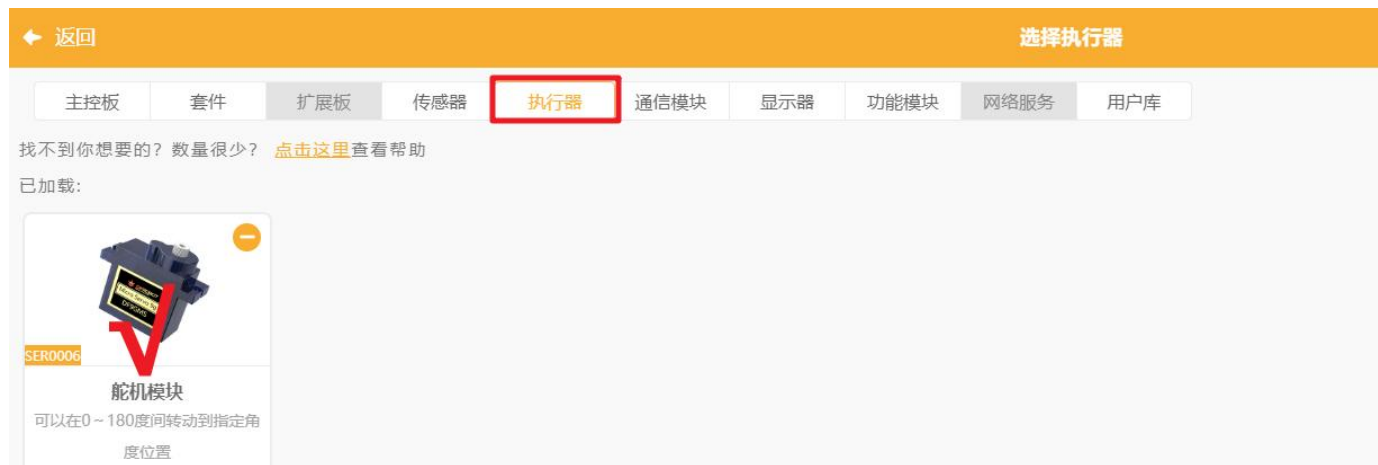 返回
选择执行器
主控板 套件 扩展板 传感器 执行器 通信模块 显示器 功能模块 网络服务 用户库
找不到你想要的? 数量很少? 点击这里查看帮助
已加载:
Micro Servo 9g
SER0006
舵机模块
可以在0~180度间转动到指定角
度位置